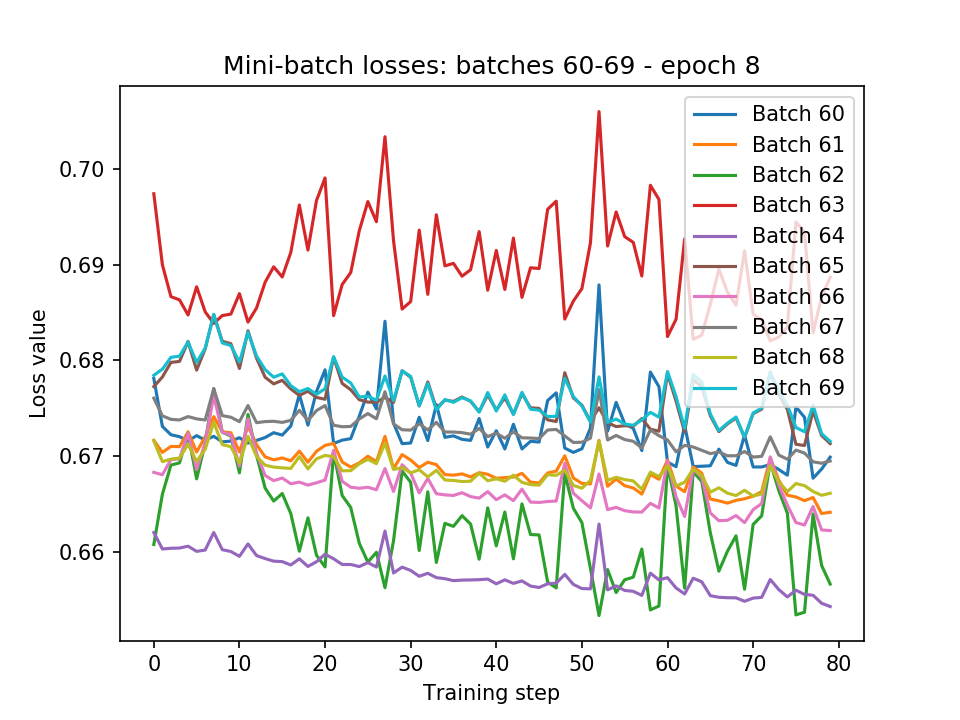 Mini-batch losses: batches 60-69 - epoch 8
Loss value
0.70
0.69
0.68
0.67
0.66
Batch 60
Batch 61
Batch 62
Batch 63
Batch 64
Batch 65
Batch 66
Batch 67
Batch 68
Batch 69
0 10 20 30 40 50 60 70 80
Training step